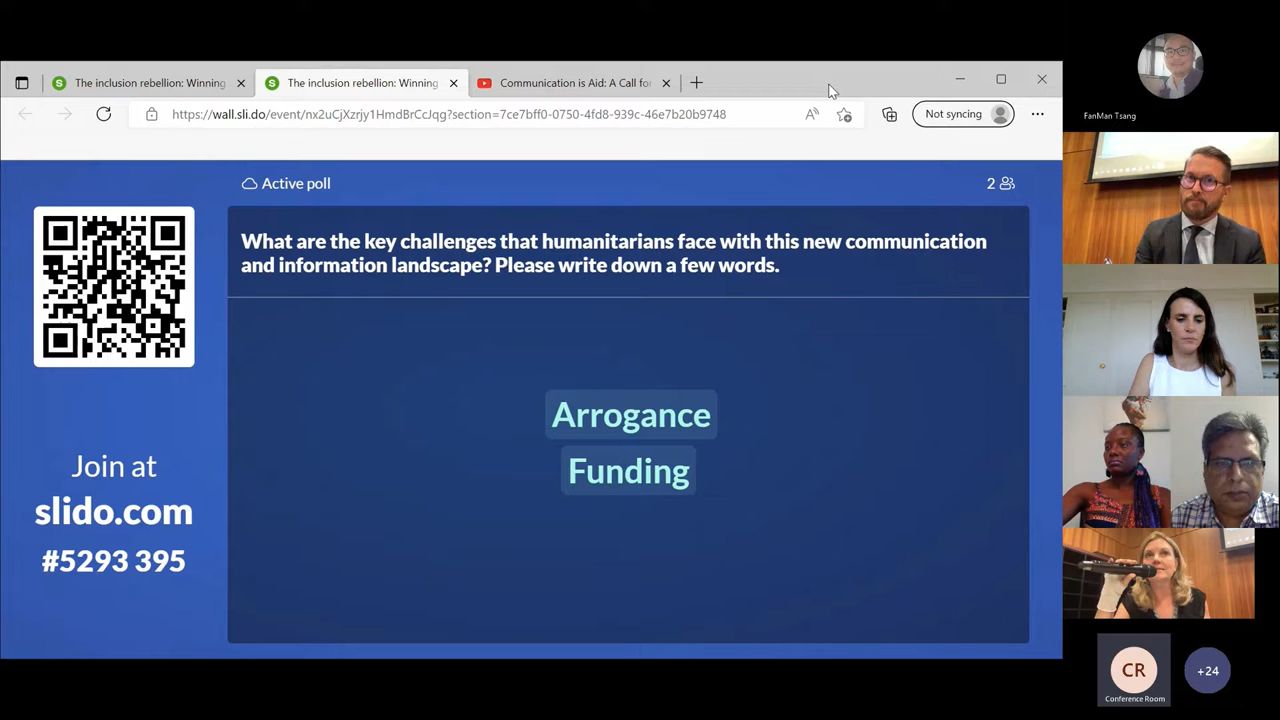 The inclusion rebellion: Winning
The inclusion rebellion: Winning
Communication is Aid: A Call for
https://wall.sli.do/event/nx2uCjXzrjy1HmdBrCcJqg?section=7ce7bff0-0750-4fd8-939c-46e7b20b9748
Not syncing
Active poll
2
What are the key challenges that humanitarians face with this new communication
and information landscape? Please write down a few words.
Arrogance
Funding
Join at
slido.com
#5293 395
FanMan Tsang
CR
Conference Room
+24